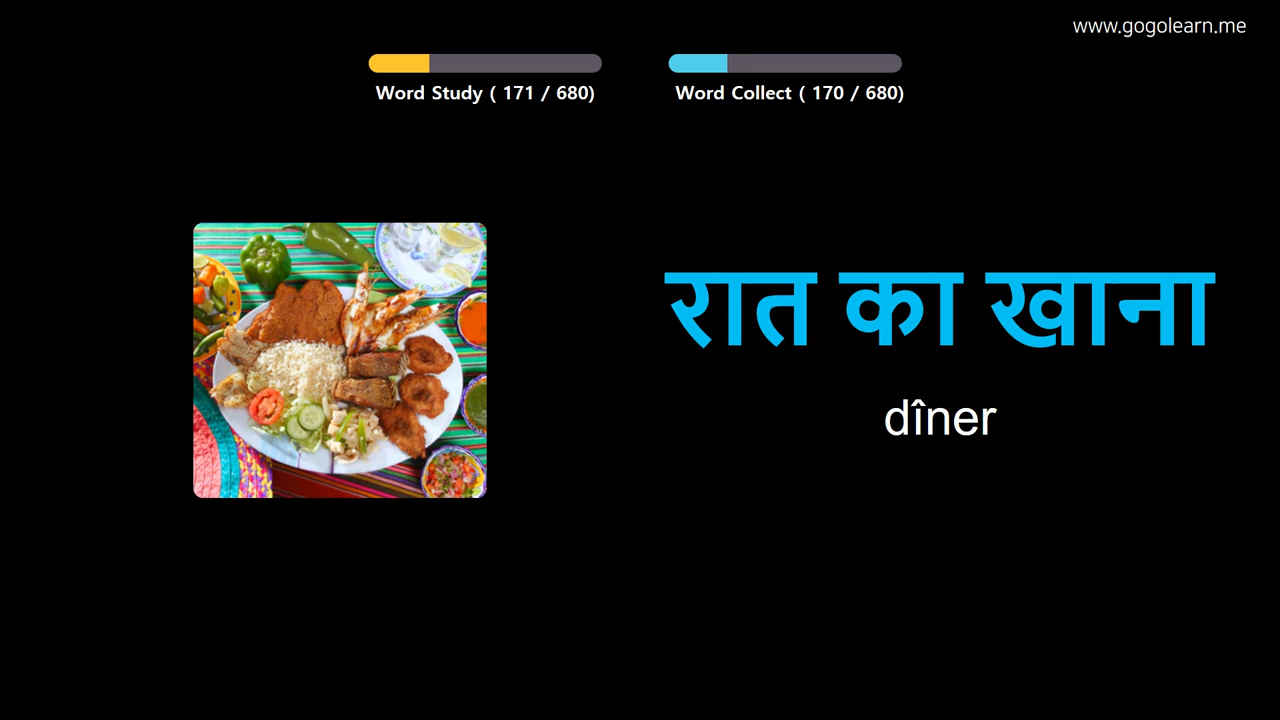 www.gogolearn.me
Word Study ( 171 / 680)
Word Collect ( 170 / 680)
रात का खाना
dîner